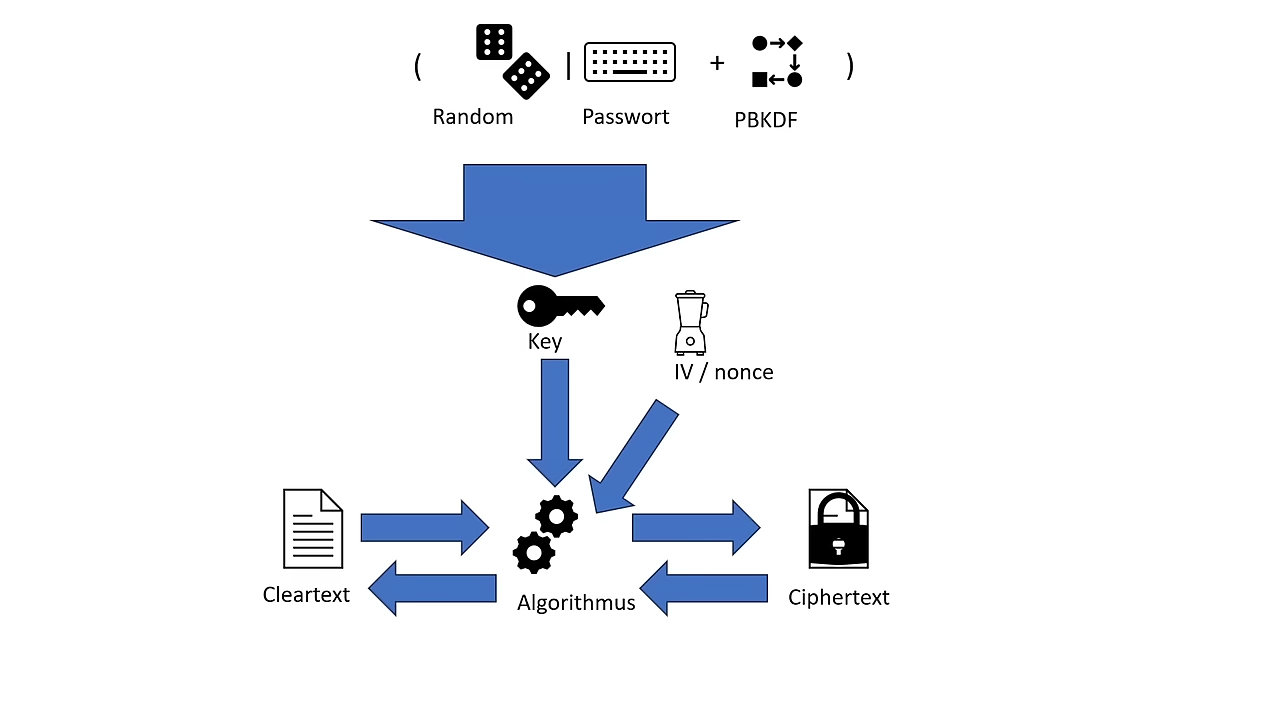 ( | + )
Random Passwort PBKDF
Key
IV / nonce
Cleartext Algorithmus Ciphertext